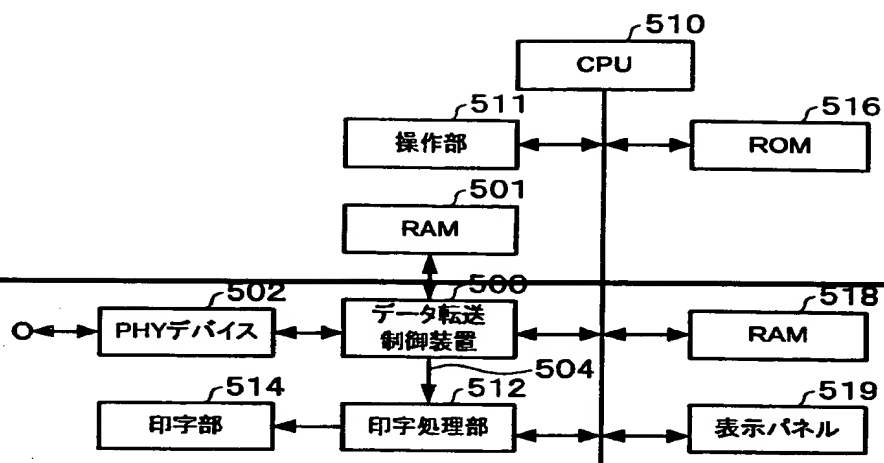 510
CPU
511
操作部
516
ROM
501
RAM
502
PHYデバイス
500
データ転送
制御装置
518
RAM
504
514
印字部
512
印字処理部
519
表示パネル